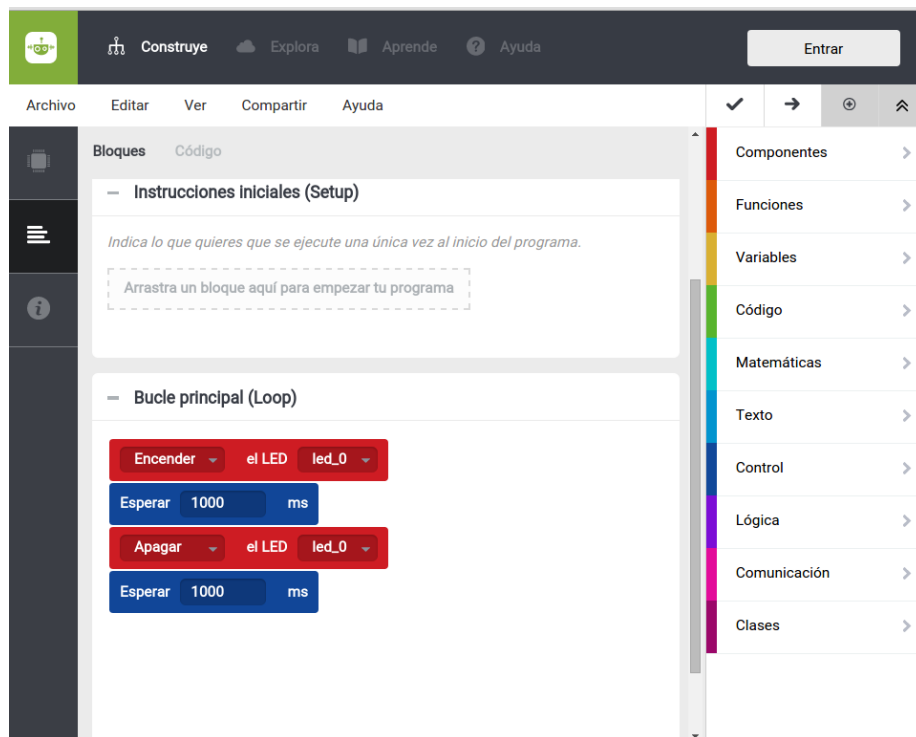 Construye Explora Aprende Ayuda Entrar
Archivo Editar Ver Compartir Ayuda
Bloques Código
Instrucciones iniciales (Setup)
Indica lo que quieres que se ejecute una única vez al inicio del programa.
Arrastra un bloque aquí para empezar tu programa
Bucle principal (Loop)
Encender el LED led_0
Esperar 1000 ms
Apagar el LED led_0
Esperar 1000 ms
Componentes
Funciones
Variables
Código
Matemáticas
Texto
Control
Lógica
Comunicación
Clases